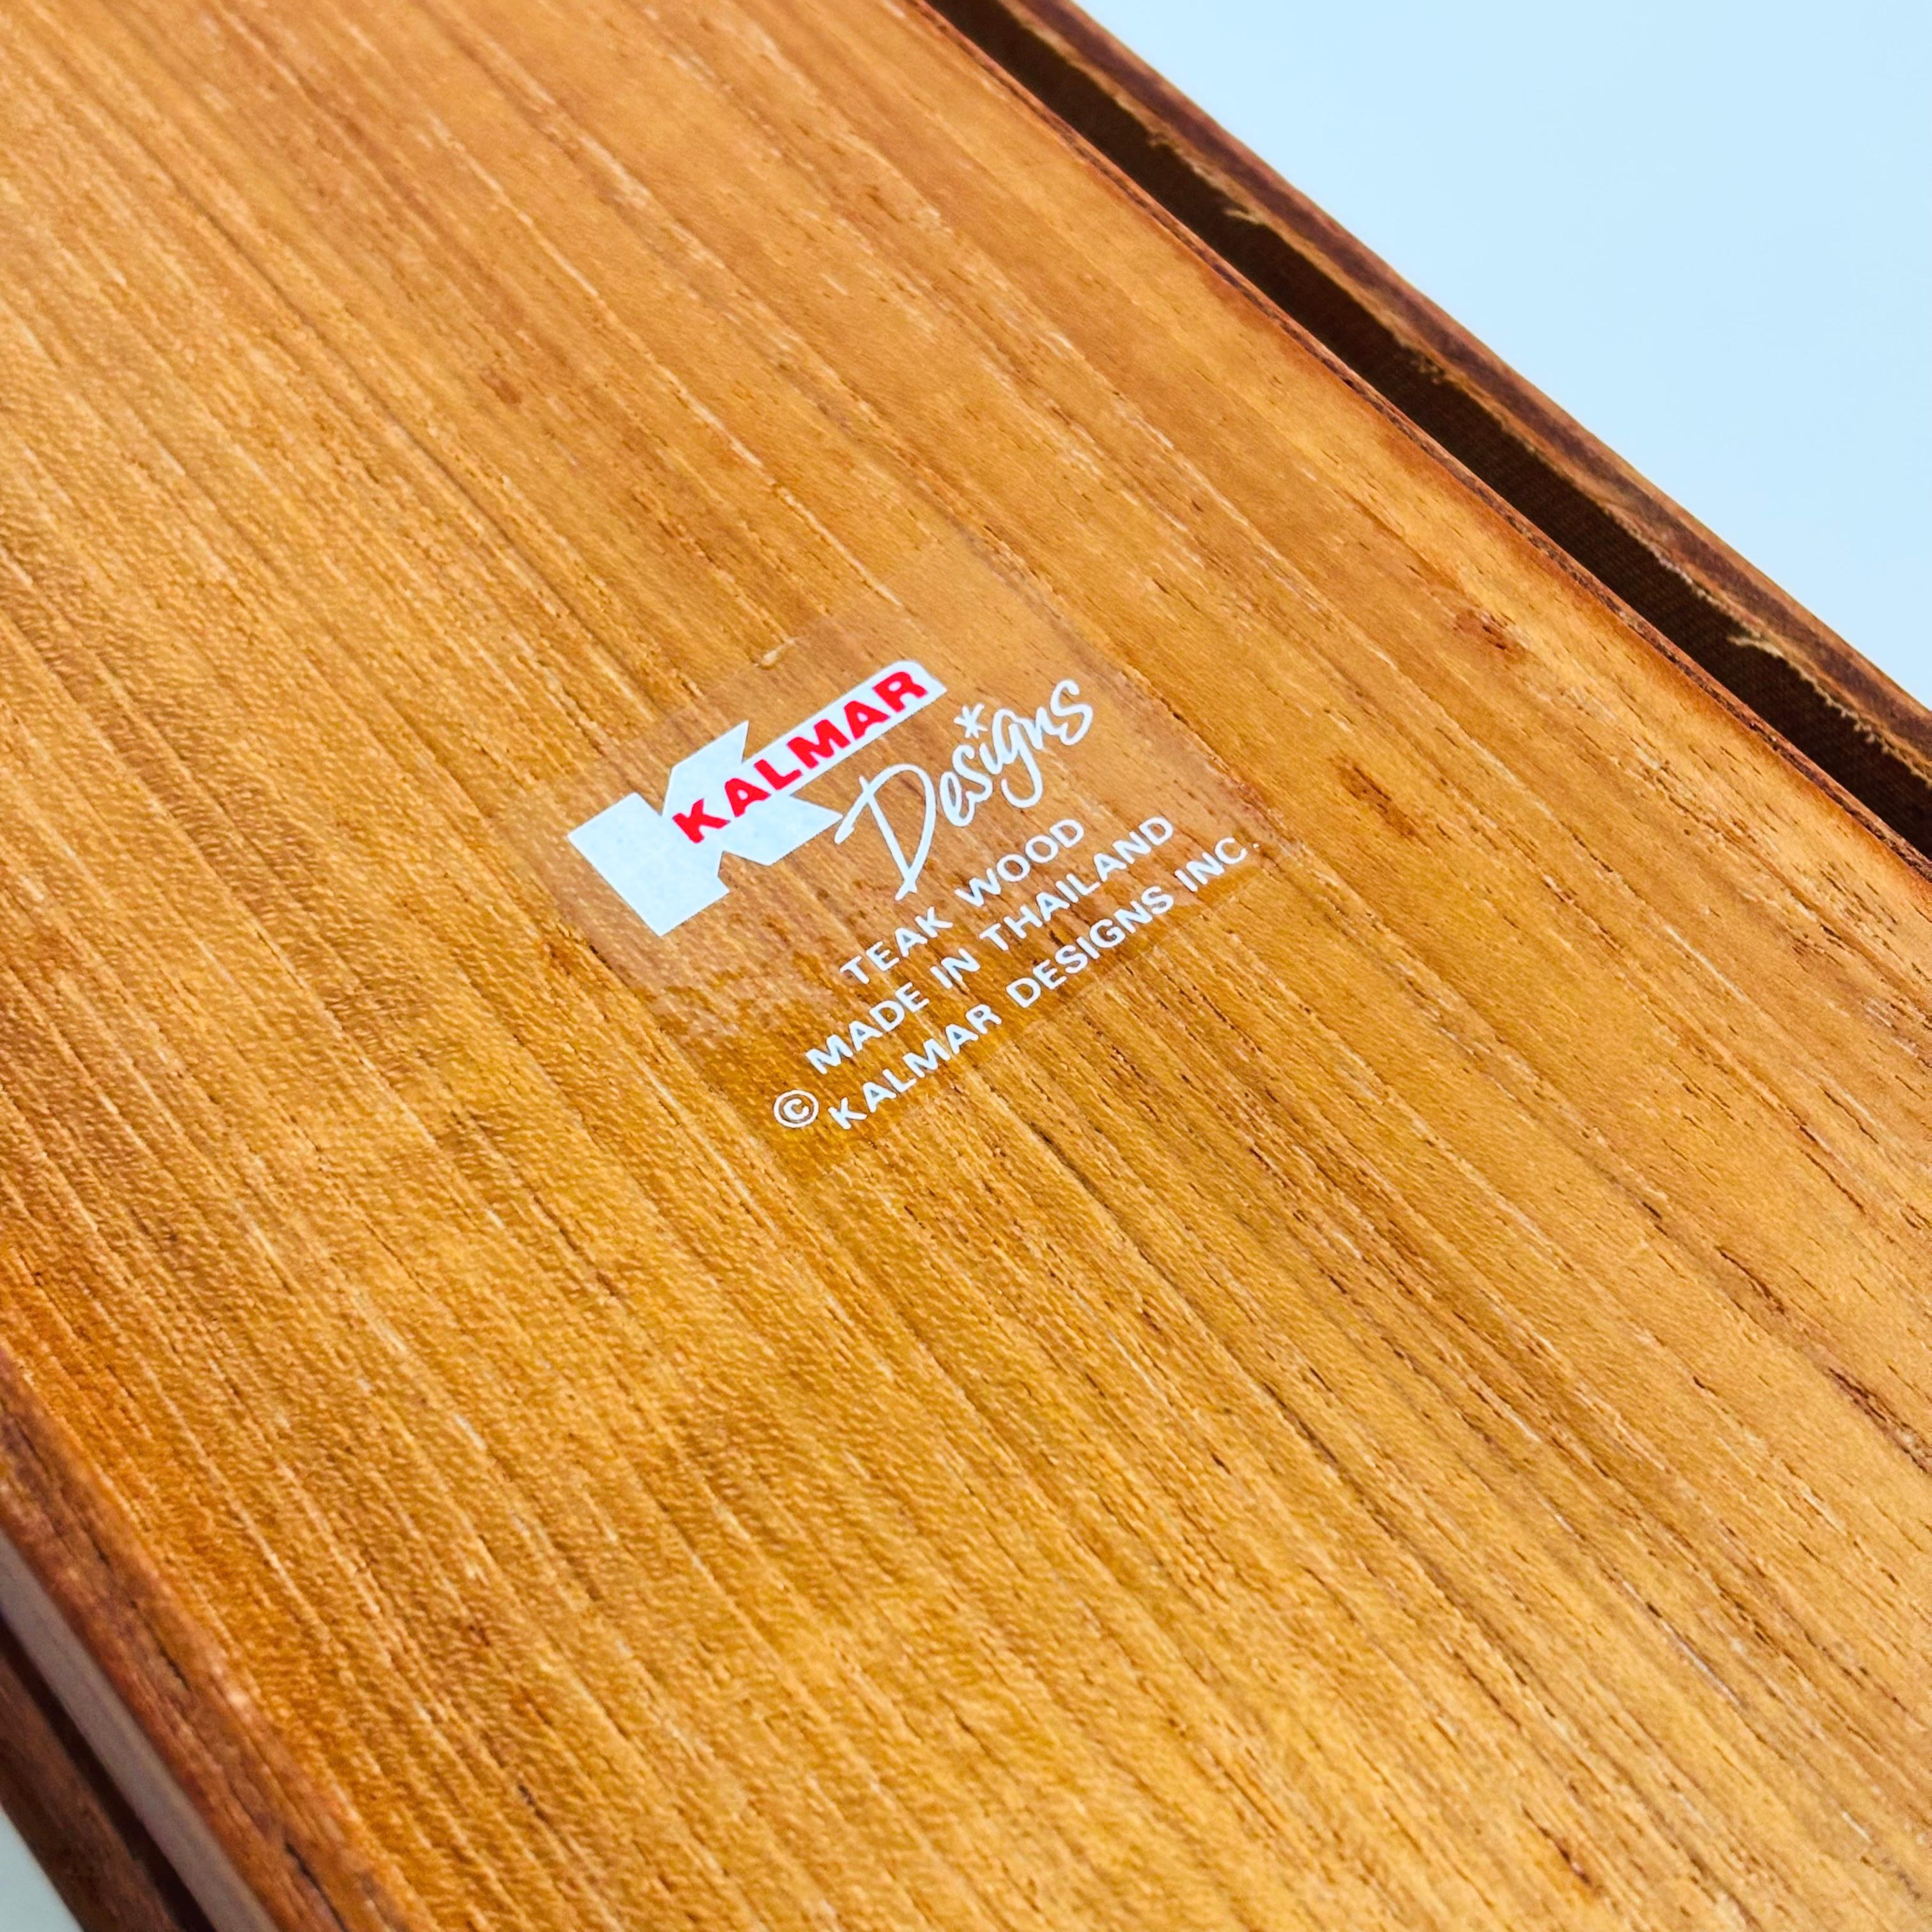 KALMAR
Designs
TEAK WOOD
MADE IN THAILAND
© KALMAR DESIGNS INC.